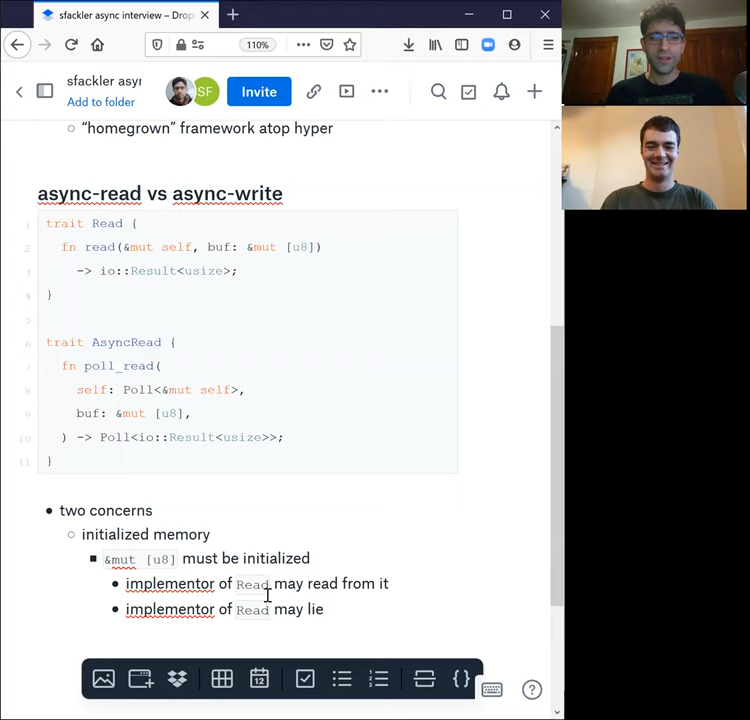 sfackler async interview – Drop
110%
sfackler asyr
Add to folder
SF
Invite
"homegrown" framework atop hyper
async-read vs async-write
1 trait Read {
2 fn read(&mut self, buf: &mut [u8])
3 -> io::Result<usize>;
4 }
5
6 trait AsyncRead {
7 fn poll_read(
8 self: Poll<&mut self>,
9 buf: &mut [u8],
10 ) -> Poll<io::Result<usize>>;
11 }
two concerns
initialized memory
&mut [u8] must be initialized
implementor of Read may read from it
implementor of Read may lie
12